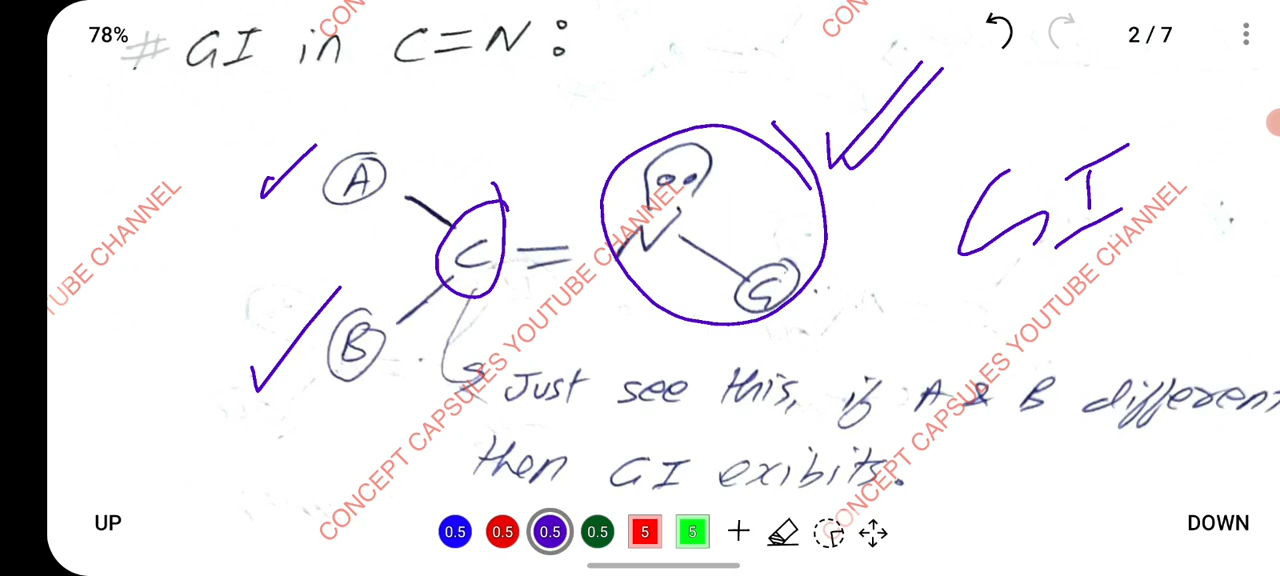 78%
2 / 7
# GI in C=N :
A
C = N
B
G
GI
Just see this, if A & B different
then GI exibits.
CONCEPT CAPSULES YOUTUBE CHANNEL
CONCEPT CAPSULES YOUTUBE CHANNEL
TUBE CHANNEL
CON
CON
UP
0.5
0.5
0.5
0.5
5
5
DOWN